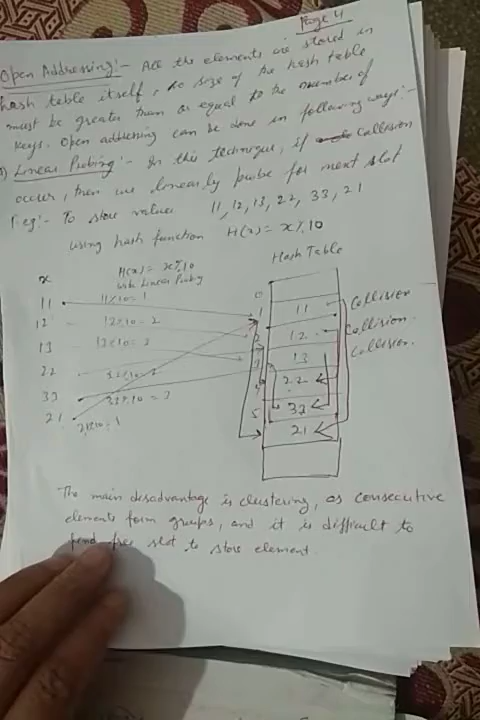 Page 4
Open Addressing:- All the elements are stored in
hash table itself, so size of the hash table
must be greater than or equal to the number of
keys. Open addressing can be done in following ways:-
Linear Probing:- In this technique, if collision
occur, then we linearly probe for next slot
eg:- To store values 11, 12, 13, 22, 33, 21
using hash function H(x) = x%10
x
H(x) = x%10
with Linear Probing
Hash Table
11
11%10 = 1
12
12%10 = 2
13
22
33
33%10 = 3
21
21%10 = 1
0
1 11 Collision
2 12 Collision.
3 13 Collision.
4 22
5 33
21
The main desadvantage is clustering, as consecutive
elements form groups, and it is difficult to
free slot to store element.